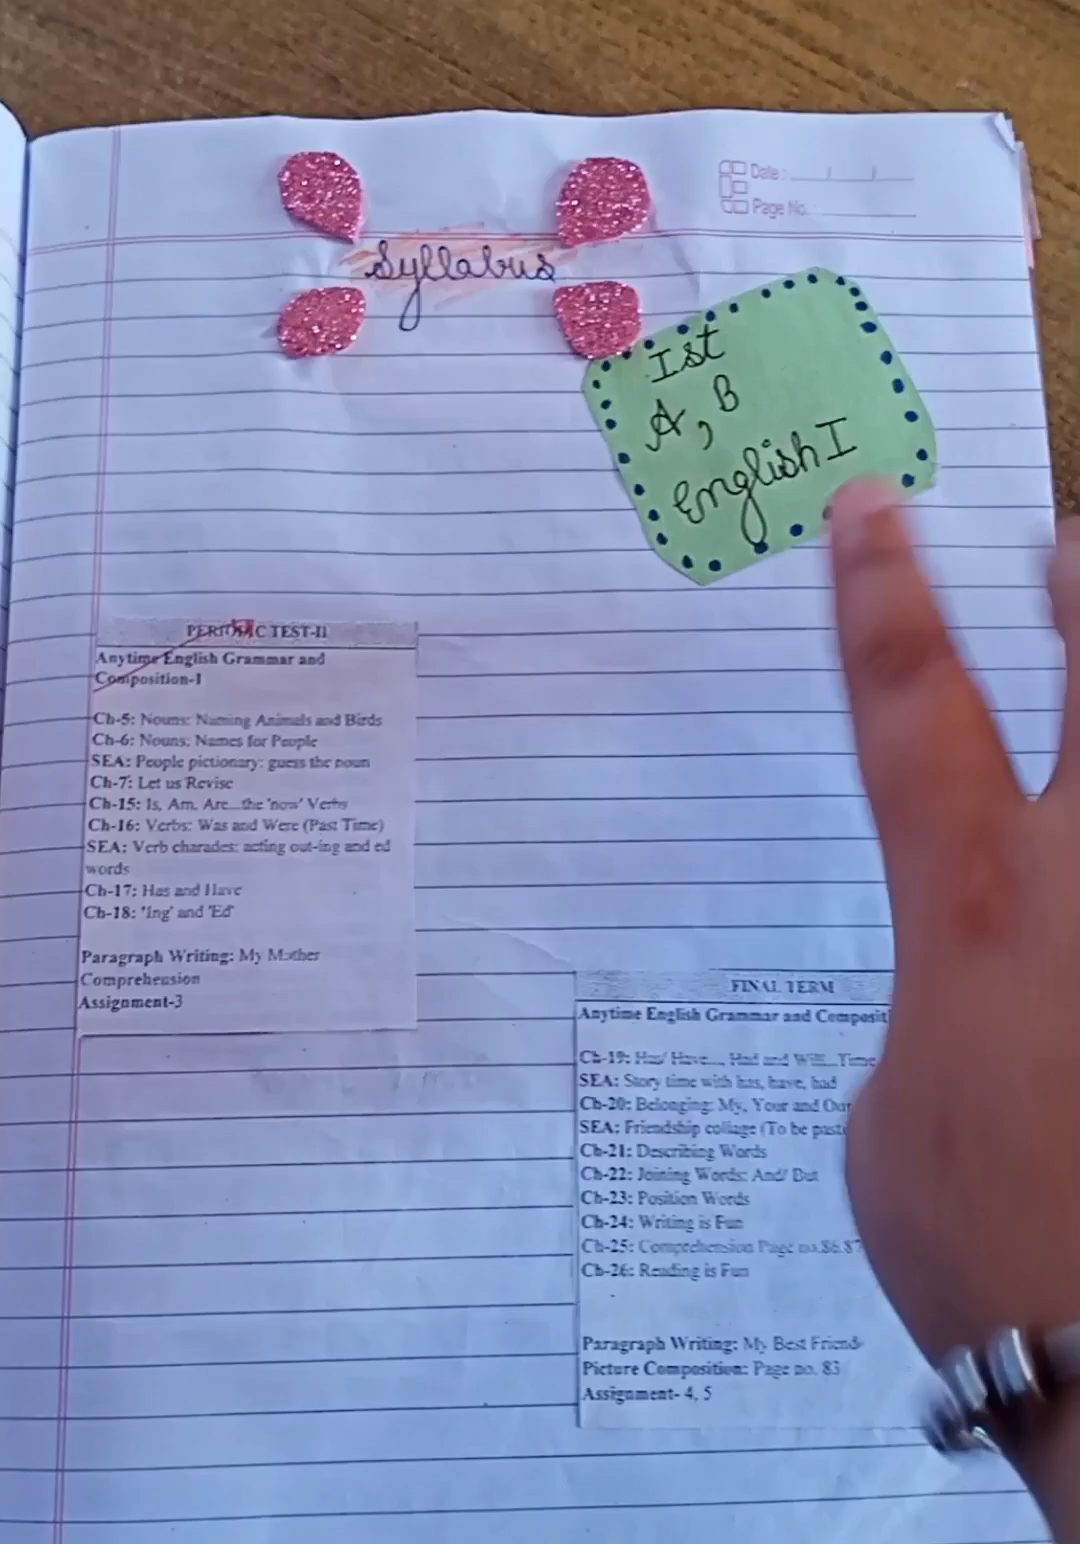 Date :
Page No. :
Syllabus
Ist
A, B
English I
PERIODIC TEST-II
Anytime English Grammar and
Composition-1
Ch-5: Nouns: Naming Animals and Birds
Ch-6: Nouns: Names for People
SEA: People pictionary: guess the noun
Ch-7: Let us Revise
Ch-15: Is, Am, Are...the 'now' Verbs
Ch-16: Verbs: Was and Were (Past Time)
SEA: Verb charades: acting out-ing and ed
words
Ch-17: Has and Have
Ch-18: 'Ing' and 'Ed'
Paragraph Writing: My Mother
Comprehension
Assignment-3
FINAL TERM
Anytime English Grammar and Composit
Ch-19: Has/ Have..., Had and Will...Time
SEA: Story time with has, have, had
Ch-20: Belonging: My, Your and Our
SEA: Friendship collage (To be paste
Ch-21: Describing Words
Ch-22: Joining Words: And/ But
Ch-23: Position Words
Ch-24: Writing is Fun
Ch-25: Comprehension Page no.86,87
Ch-26: Reading is Fun
Paragraph Writing: My Best Friend
Picture Composition: Page no. 83
Assignment- 4, 5